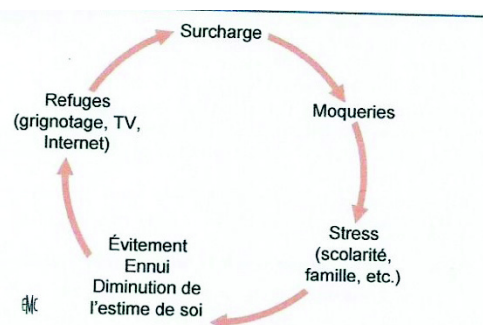 Surcharge
Moqueries
Stress
(scolarité,
famille, etc.)
Évitement
Ennui
Diminution de
l'estime de soi
Refuges
(grignotage, TV,
Internet)
EMC